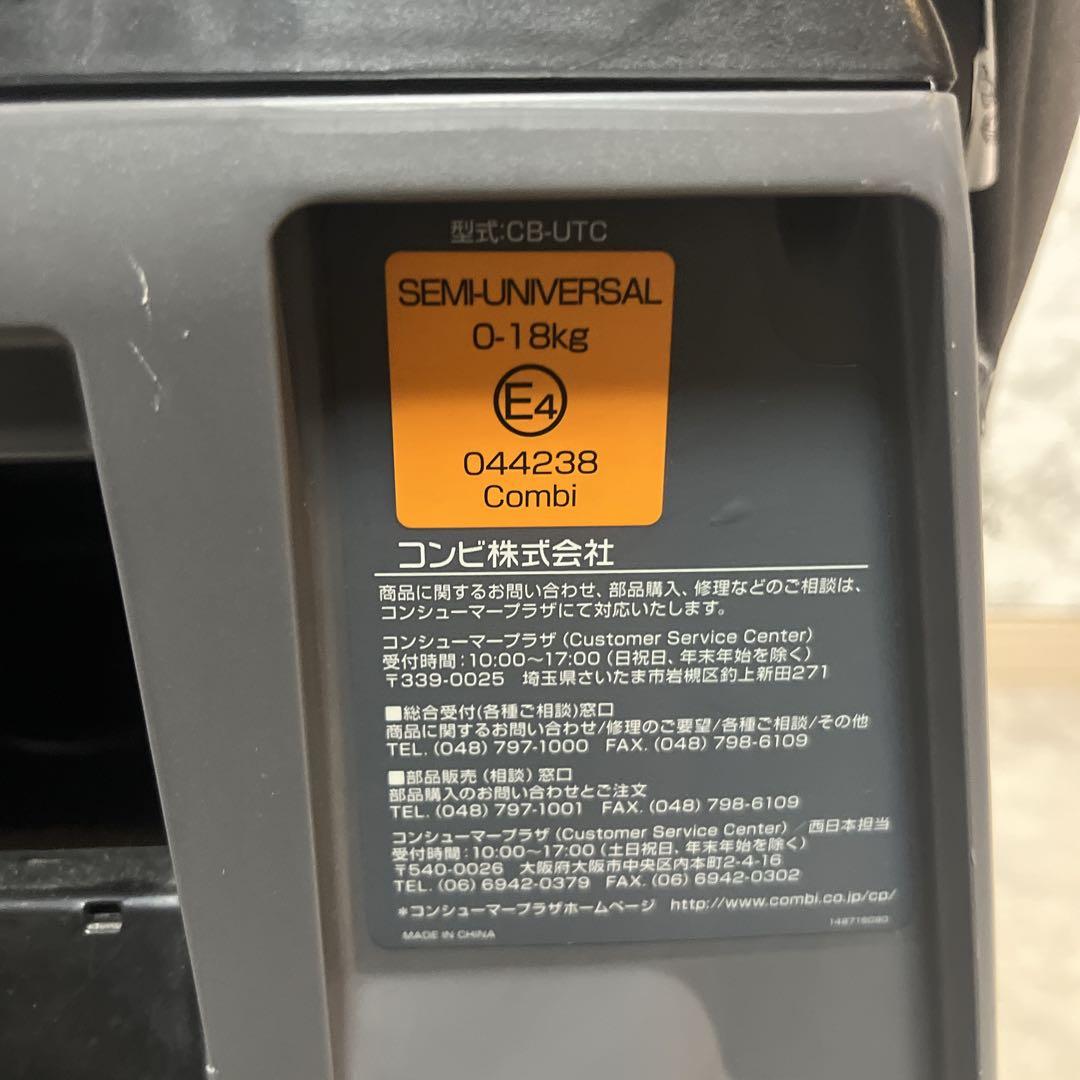 型式:CB-UTC
SEMI-UNIVERSAL
0-18kg
E4
044238
Combi
コンビ株式会社
商品に関するお問い合わせ、部品購入、修理などのご相談は、
コンシューマープラザにて対応いたします。
コンシューマープラザ (Customer Service Center)
受付時間:10:00～17:00 (日祝日、年末年始を除く)
〒339-0025 埼玉県さいたま市岩槻区釣上新田271
■総合受付(各種ご相談)窓口
商品に関するお問い合わせ/修理のご要望/各種ご相談/その他
TEL. (048) 797-1000 FAX. (048) 798-6109
■部品販売 (相談) 窓口
部品購入のお問い合わせとご注文
TEL. (048) 797-1001 FAX. (048) 798-6109
コンシューマープラザ (Customer Service Center) /西日本担当
受付時間:10:00～17:00 (土日祝日、年末年始を除く)
〒540-0026 大阪府大阪市中央区内本町2-4-16
TEL. (06) 6942-0379 FAX. (06) 6942-0302
*コンシューマープラザホームページ http://www.combi.co.jp/cp/
MADE IN CHINA